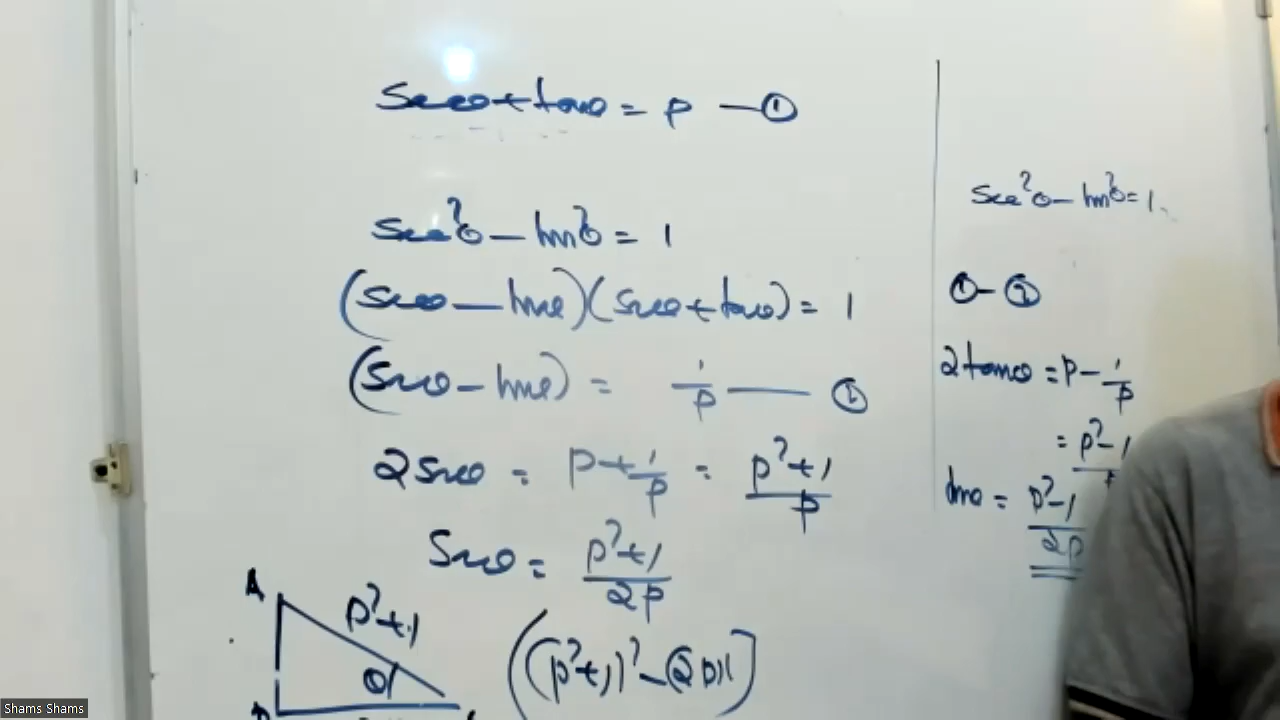 secθ + tanθ = p — ①
sec²θ – tan²θ = 1
(secθ – tanθ)(secθ + tanθ) = 1
(secθ – tanθ) = 1/p — ②
2secθ = p + 1/p = p²+1/p
secθ = p²+1/2p
A
p²+1
θ
B
(p²+1)² – (2p)²
sec²θ – tan²θ = 1
① – ②
2tanθ = p – 1/p
= p²–1/
tanθ = p²–1/2p
Shams Shams